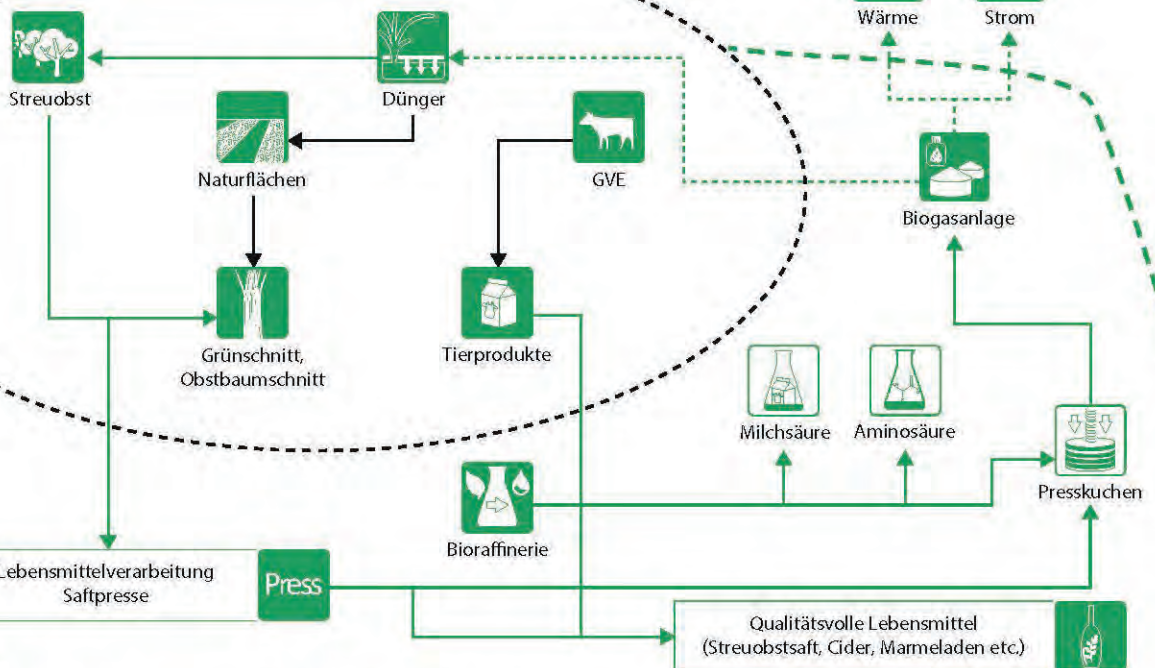 Wärme
Strom
Streuobst
Dünger
Naturflächen
GVE
Biogasanlage
Grünschnitt,
Obstbaumschnitt
Tierprodukte
Milchsäure
Aminosäure
Presskuchen
Bioraffinerie
Lebensmittelverarbeitung
Saftpresse
Press
Qualitätsvolle Lebensmittel
(Streuobstsaft, Cider, Marmeladen etc.)